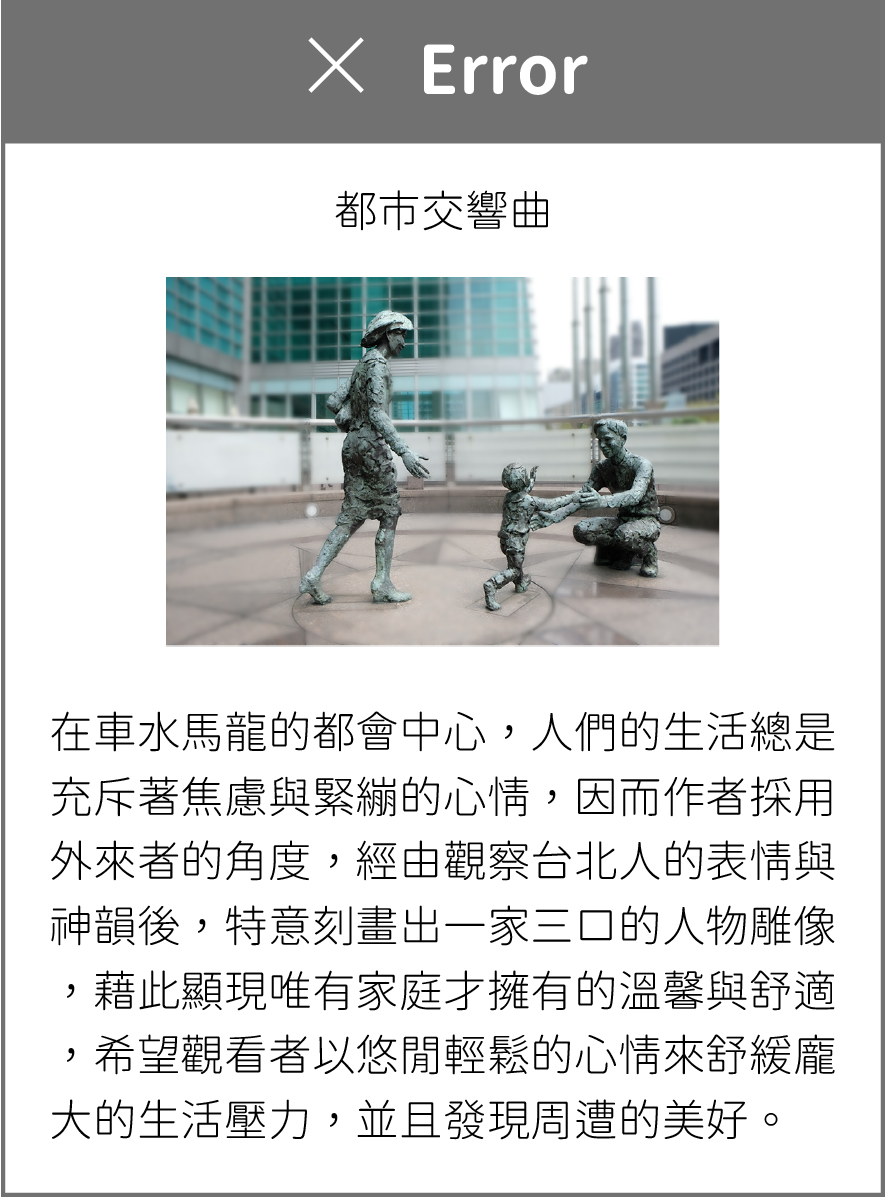 × Error
都市交響曲
在車水馬龍的都會中心，人們的生活總是
充斥著焦慮與緊繃的心情，因而作者採用
外來者的角度，經由觀察台北人的表情與
神韻後，特意刻畫出一家三口的人物雕像
，藉此顯現唯有家庭才擁有的溫馨與舒適
，希望觀看者以悠閒輕鬆的心情來舒緩龐
大的生活壓力，並且發現周遭的美好。